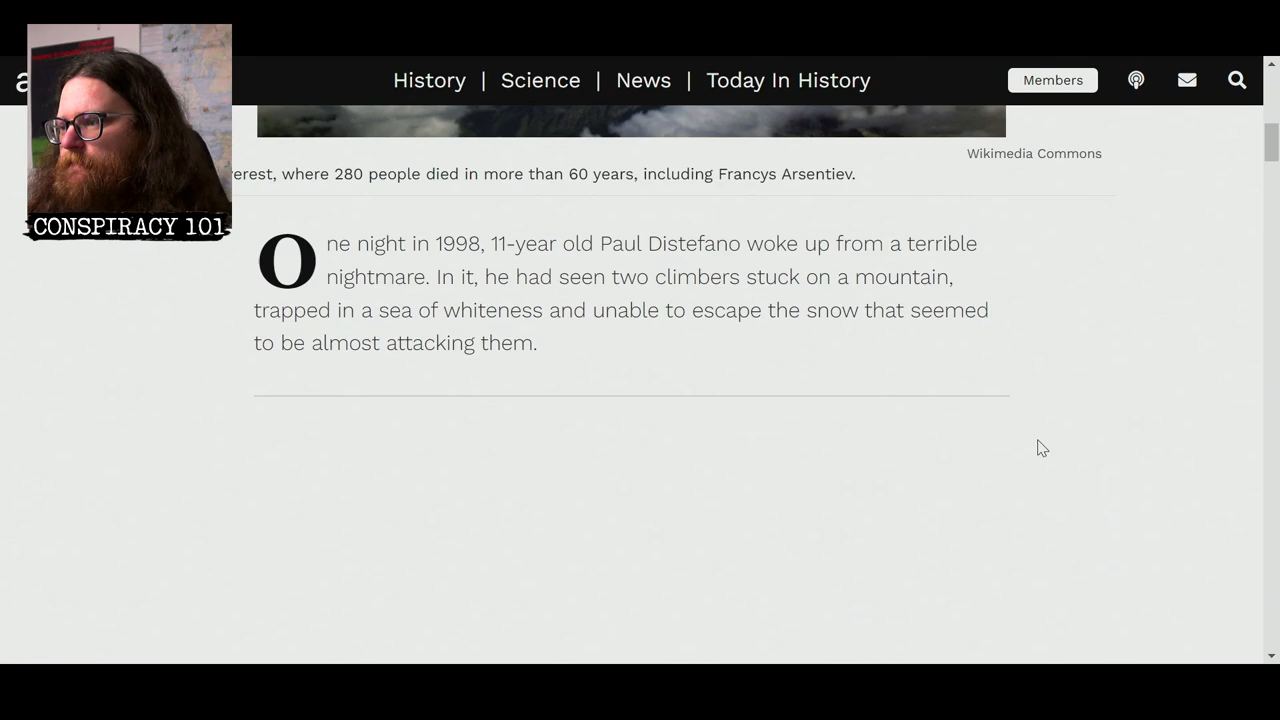 History | Science | News | Today In History
Members
Wikimedia Commons
erest, where 280 people died in more than 60 years, including Francys Arsentiev.
CONSPIRACY 101
One night in 1998, 11-year old Paul Distefano woke up from a terrible
nightmare. In it, he had seen two climbers stuck on a mountain,
trapped in a sea of whiteness and unable to escape the snow that seemed
to be almost attacking them.